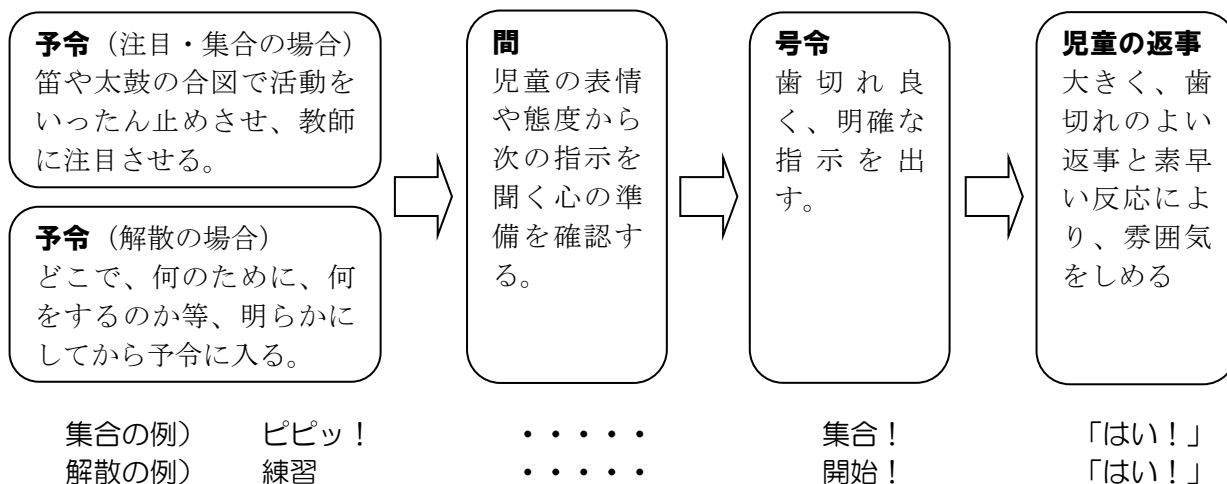 予令（注目・集合の場合）
笛や太鼓の合図で活動を
いったん止めさせ、教師
に注目させる。
予令（解散の場合）
どこで、何のために、何
をするのか等、明らかに
してから予令に入る。
間
児童の表情
や態度から
次の指示を
聞く心の準
備を確認す
る。
号令
歯切れ良
く、明確な
指示を出
す。
児童の返事
大きく、歯
切れのよい
返事と素早
い反応によ
り、雰囲気
をしめる
集合の例） ピピッ！ ・・・・・ 集合！ 「はい！」
解散の例） 練習 ・・・・・ 開始！ 「はい！」